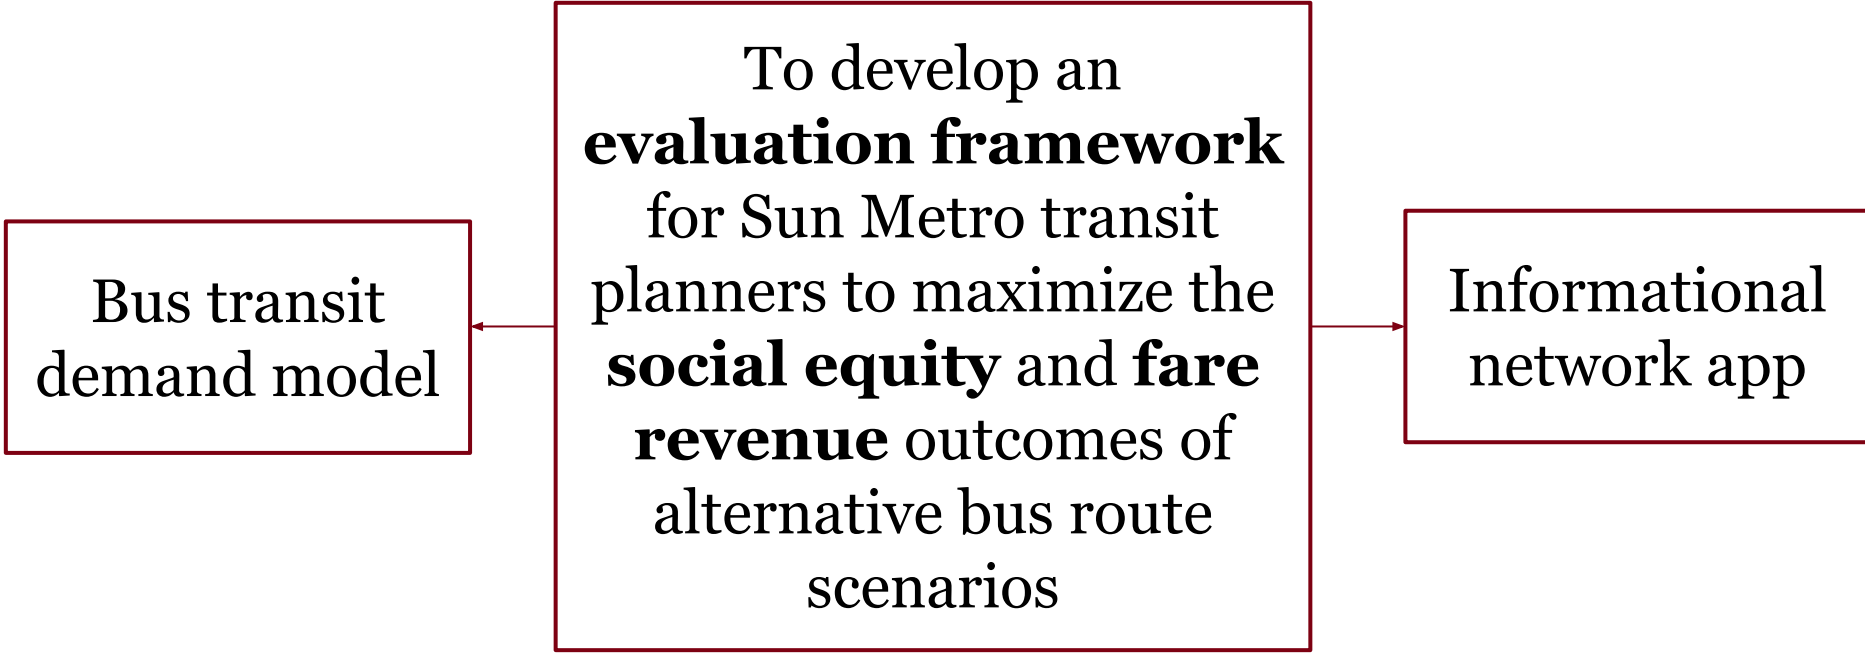 Bus transit
demand model
To develop an
evaluation framework
for Sun Metro transit
planners to maximize the
social equity and fare
revenue outcomes of
alternative bus route
scenarios
Informational
network app